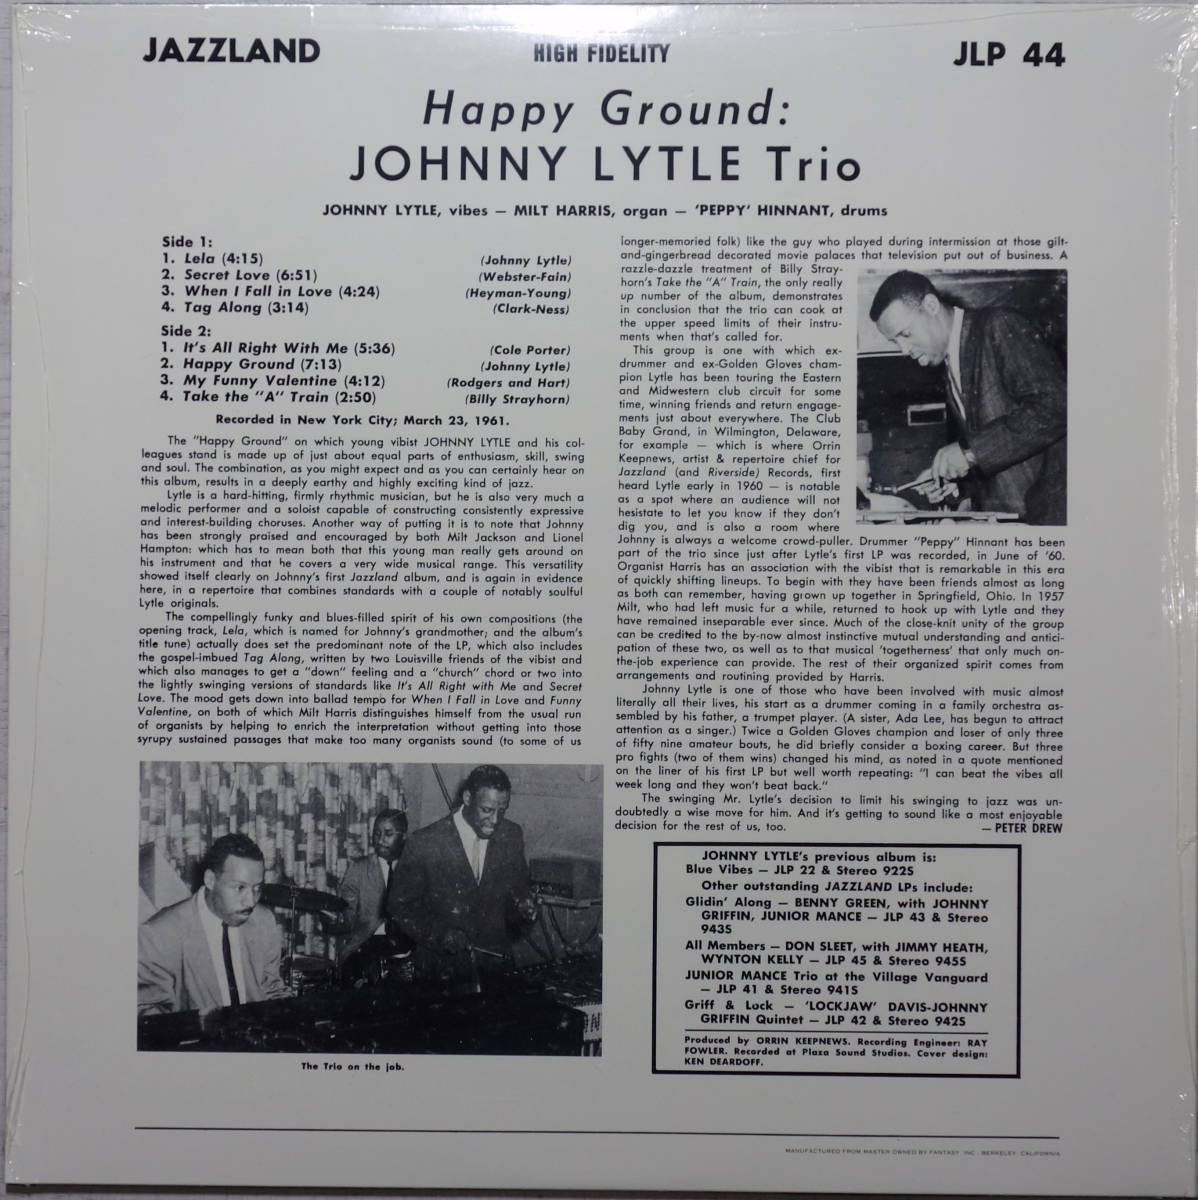 JAZZLAND HIGH FIDELITY JLP 44
Happy Ground:
JOHNNY LYTLE Trio
JOHNNY LYTLE, vibes — MILT HARRIS, organ — 'PEPPY' HINNANT, drums
Side 1:
1. Lela (4:15) (Johnny Lytle)
2. Secret Love (6:51) (Webster-Fain)
3. When I Fall in Love (4:24) (Heyman-Young)
4. Tag Along (3:14) (Clark-Ness)
Side 2:
1. It's All Right With Me (5:36) (Cole Porter)
2. Happy Ground (7:13) (Johnny Lytle)
3. My Funny Valentine (4:12) (Rodgers and Hart)
4. Take the "A" Train (2:50) (Billy Strayhorn)
Recorded in New York City; March 23, 1961.
The "Happy Ground" on which young vibist JOHNNY LYTLE and his col-
leagues stand is made up of just about equal parts of enthusiasm, skill, swing
and soul. The combination, as you might expect and as you can certainly hear on
this album, results in a deeply earthy and highly exciting kind of jazz.
Lytle is a hard-hitting, firmly rhythmic musician, but he is also very much a
melodic performer and a soloist capable of constructing consistently expressive
and interest-building choruses. Another way of putting it is to note that Johnny
has been strongly praised and encouraged by both Milt Jackson and Lionel
Hampton: which has to mean both that this young man really gets around on
his instrument and that he covers a very wide musical range. This versatility
showed itself clearly on Johnny's first Jazzland album, and is again in evidence
here, in a repertoire that combines standards with a couple of notably soulful
Lytle originals.
The compellingly funky and blues-filled spirit of his own compositions (the
opening track, Lela, which is named for Johnny's grandmother; and the album's
title tune) actually does set the predominant note of the LP, which also includes
the gospel-imbued Tag Along, written by two Louisville friends of the vibist and
which also manages to get a "down" feeling and a "church" chord or two into
the lightly swinging versions of standards like It's All Right with Me and Secret
Love. The mood gets down into ballad tempo for When I Fall in Love and Funny
Valentine, on both of which Milt Harris distinguishes himself from the usual run
of organists by helping to enrich the interpretation without getting into those
syrupy sustained passages that make too many organists sound (to some of us
The Trio on the job.
longer-memoried folk) like the guy who played during intermission at those gilt-
and-gingerbread decorated movie palaces that television put out of business. A
razzle-dazzle treatment of Billy Stray-
horn's Take the "A" Train, the only really
up number of the album, demonstrates
in conclusion that the trio can cook at
the upper speed limits of their instru-
ments when that's called for.
This group is one with which ex-
drummer and ex-Golden Gloves cham-
pion Lytle has been touring the Eastern
and Midwestern club circuit for some
time, winning friends and return engage-
ments just about everywhere. The Club
Baby Grand, in Wilmington, Delaware,
for example — which is where Orrin
Keepnews, artist & repertoire chief for
Jazzland (and Riverside) Records, first
heard Lytle early in 1960 — is notable
as a spot where an audience will not
hesistate to let you know if they don't
dig you, and is also a room where
Johnny is always a welcome crowd-puller. Drummer "Peppy" Hinnant has been
part of the trio since just after Lytle's first LP was recorded, in June of '60.
Organist Harris has an association with the vibist that is remarkable in this era
of quickly shifting lineups. To begin with they have been friends almost as long
as both can remember, having grown up together in Springfield, Ohio. In 1957
Milt, who had left music fur a while, returned to hook up with Lytle and they
have remained inseparable ever since. Much of the close-knit unity of the group
can be credited to the by-now almost instinctive mutual understanding and antici-
pation of these two, as well as to that musical 'togetherness' that only much on-
the-job experience can provide. The rest of their organized spirit comes from
arrangements and routining provided by Harris.
Johnny Lytle is one of those who have been involved with music almost
literally all their lives, his start as a drummer coming in a family orchestra as-
sembled by his father, a trumpet player. (A sister, Ada Lee, has begun to attract
attention as a singer.) Twice a Golden Gloves champion and loser of only three
of fifty nine amateur bouts, he did briefly consider a boxing career. But three
pro fights (two of them wins) changed his mind, as noted in a quote mentioned
on the liner of his first LP but well worth repeating: "I can beat the vibes all
week long and they won't beat back."
The swinging Mr. Lytle's decision to limit his swinging to jazz was un-
doubtedly a wise move for him. And it's getting to sound like a most enjoyable
decision for the rest of us, too. — PETER DREW
JOHNNY LYTLE's previous album is:
Blue Vibes — JLP 22 & Stereo 922S
Other outstanding JAZZLAND LPs include:
Glidin' Along — BENNY GREEN, with JOHNNY
GRIFFIN, JUNIOR MANCE — JLP 43 & Stereo
943S
All Members — DON SLEET, with JIMMY HEATH,
WYNTON KELLY — JLP 45 & Stereo 945S
JUNIOR MANCE Trio at the Village Vanguard
— JLP 41 & Stereo 941S
Griff & Lock — 'LOCKJAW' DAVIS-JOHNNY
GRIFFIN Quintet — JLP 42 & Stereo 942S
Produced by ORRIN KEEPNEWS. Recording Engineer: RAY
FOWLER. Recorded at Plaza Sound Studios. Cover design:
KEN DEARDOFF.
MANUFACTURED FROM MASTER OWNED BY FANTASY, INC. BERKELEY, CALIFORNIA